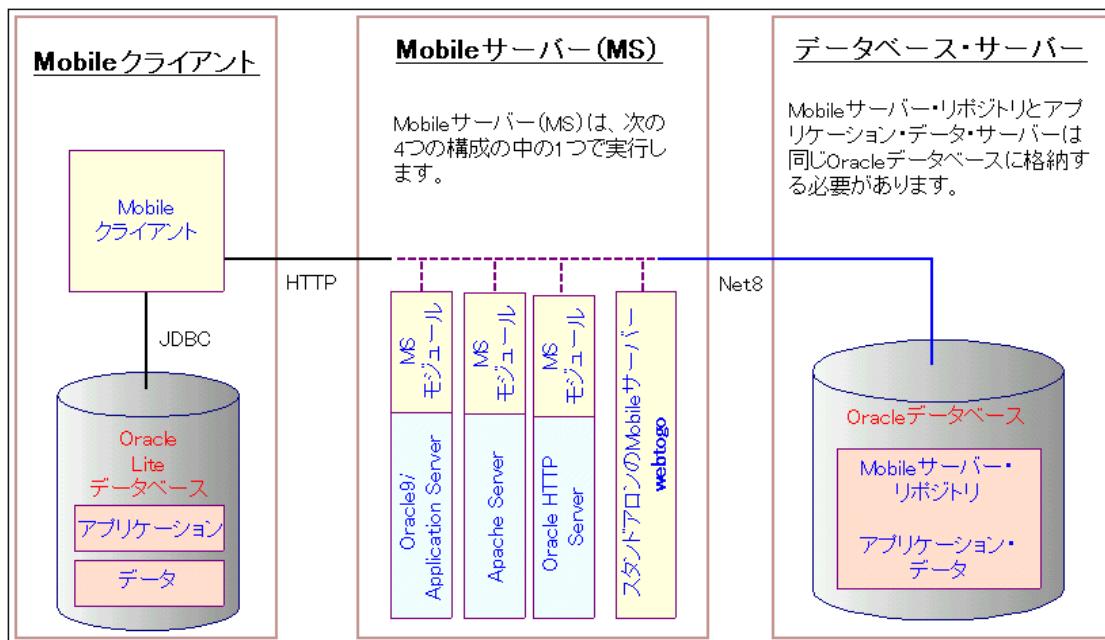 Mobileクライアント
Mobile
クライアント
JDBC
Oracle
Lite
データベース
アプリケーション
データ
HTTP
Mobileサーバー(MS)
Mobileサーバー(MS)は、次の
4つの構成の中の1つで実行し
ます。
MS
モジュール
Oracle9i/
Application Server
MS
モジュール
Apache Server
MS
モジュール
Oracle HTTP
Server
スタンドアロンのMobileサーバー
webtogo
Net8
データベース・サーバー
Mobileサーバー・リポジトリとアプ
リケーション・データ・サーバーは
同じOracleデータベースに格納す
る必要があります。
Oracleデータベース
Mobileサーバー・
リポジトリ
アプリケーション・
データ